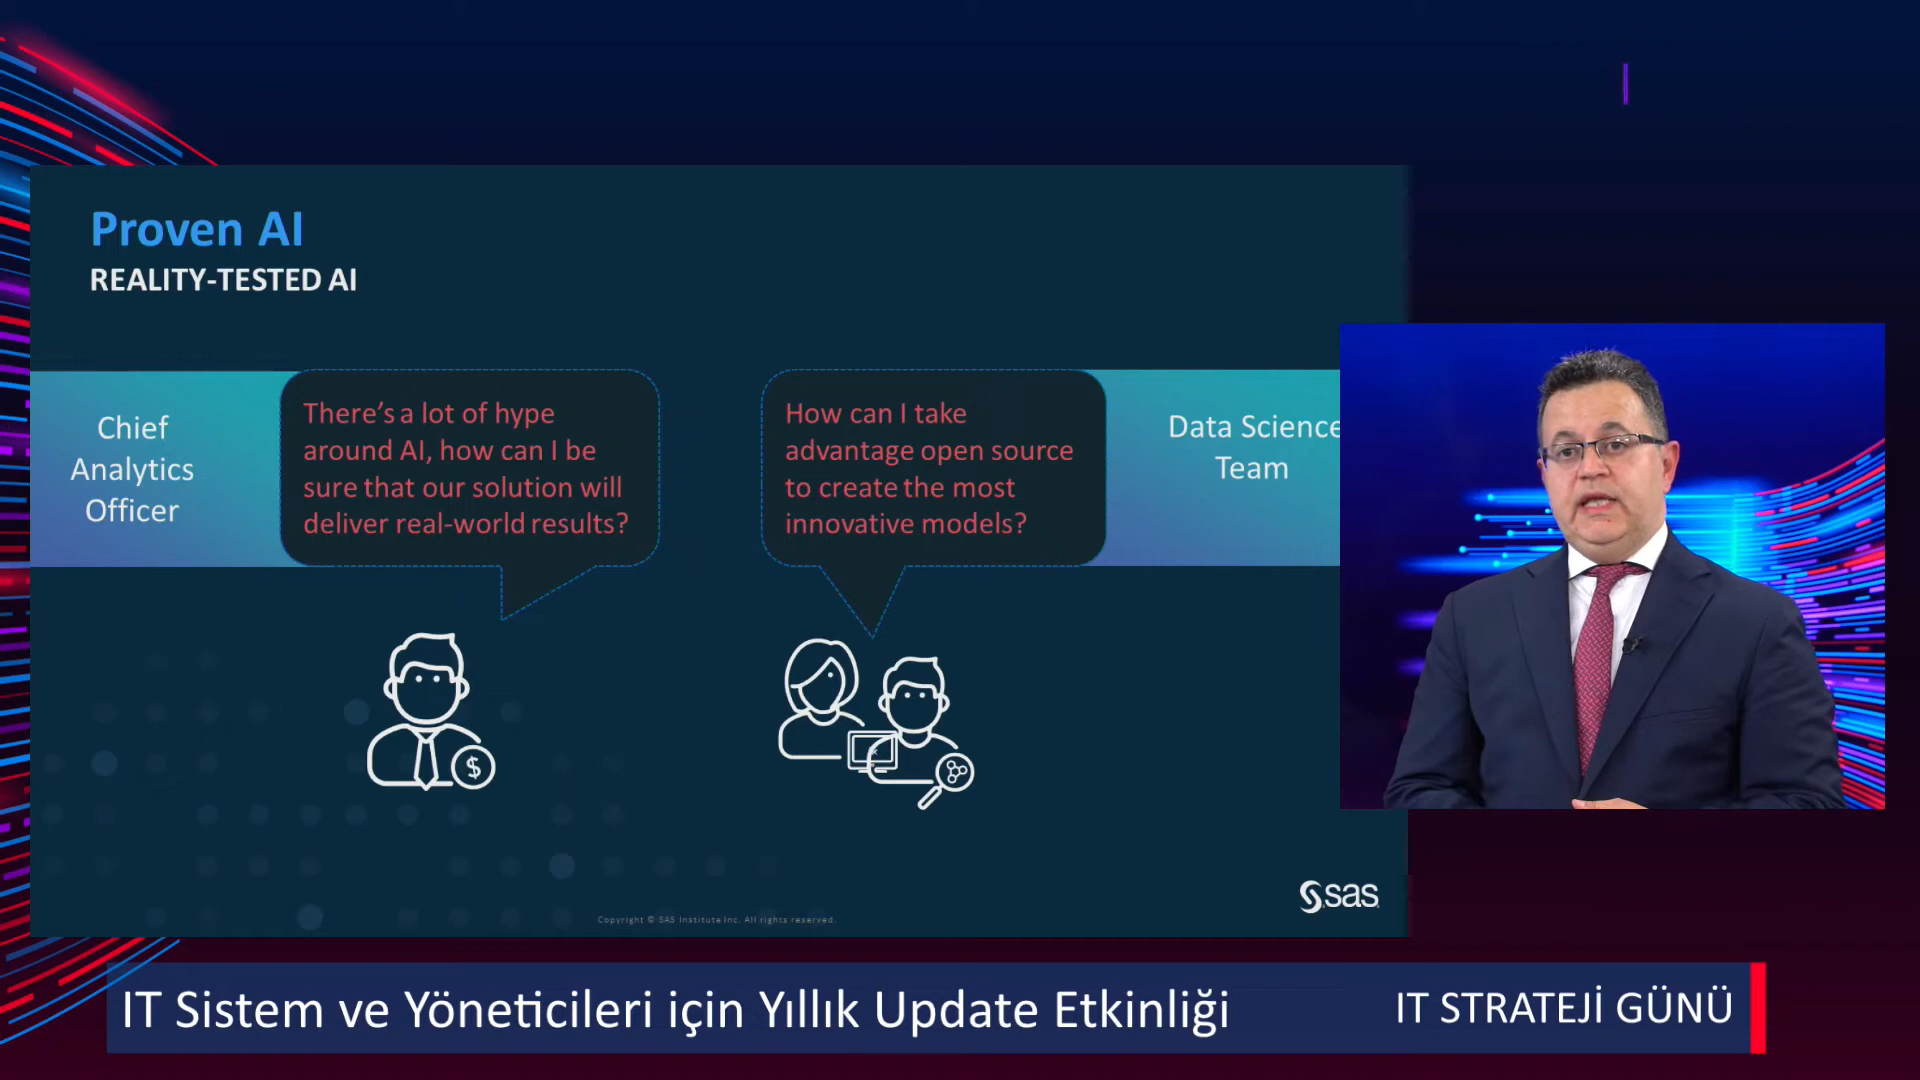 Proven AI
REALITY-TESTED AI
Chief
Analytics
Officer
There's a lot of hype
around AI, how can I be
sure that our solution will
deliver real-world results?
How can I take
advantage open source
to create the most
innovative models?
Data Science
Team
sas
Copyright © SAS Institute Inc. All rights reserved.
IT Sistem ve Yöneticileri için Yıllık Update Etkinliği
IT STRATEJİ GÜNÜ